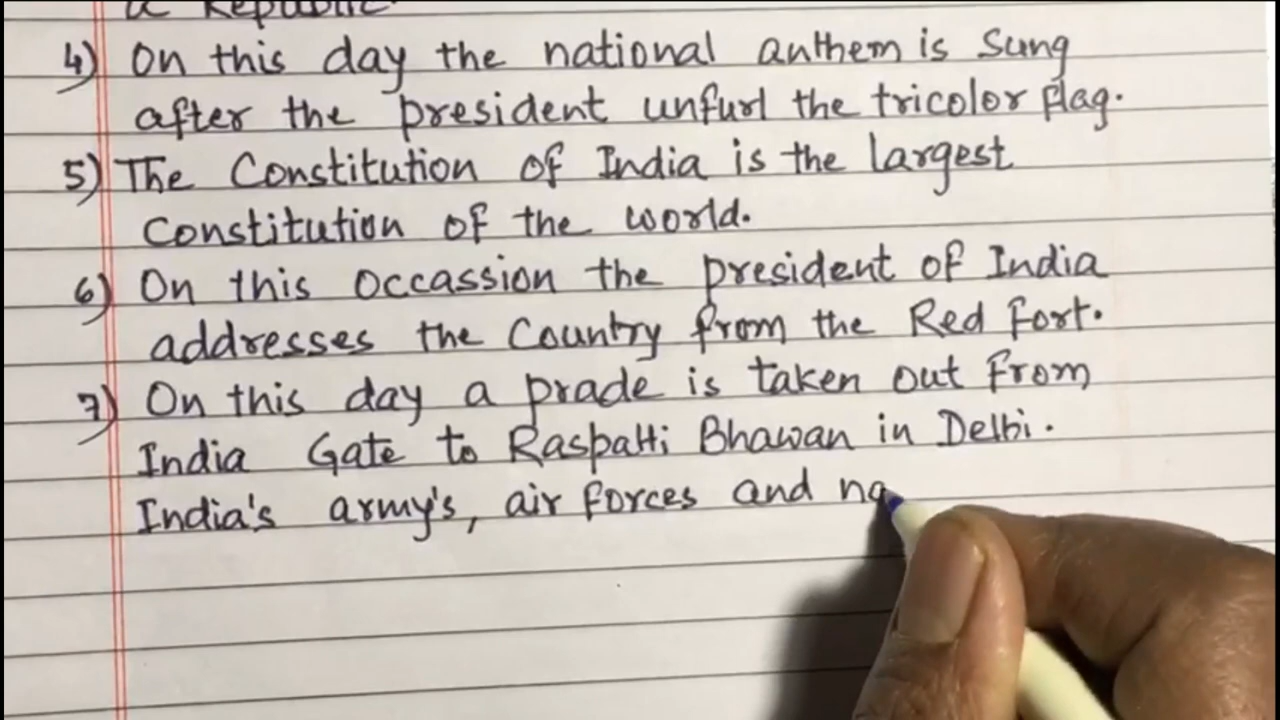 a Republic.
4) On this day the national anthem is Sung
after the president unfurl the tricolor flag.
5) The Constitution of India is the largest
Constitution of the world.
6) On this occassion the president of India
addresses the Country from the Red Fort.
7) On this day a prade is taken out from
India Gate to Raspatti Bhawan in Delhi.
India's army's, air forces and na